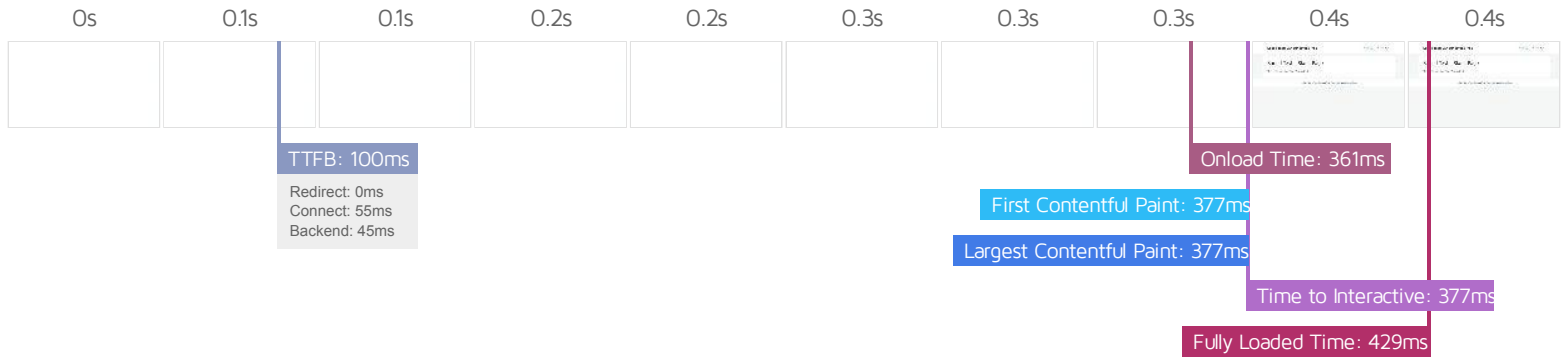 0s 0.1s 0.1s 0.2s 0.2s 0.3s 0.3s 0.3s 0.4s 0.4s
TTFB: 100ms
Redirect: 0ms
Connect: 55ms
Backend: 45ms
Onload Time: 361ms
First Contentful Paint: 377ms
Largest Contentful Paint: 377ms
Time to Interactive: 377ms
Fully Loaded Time: 429ms